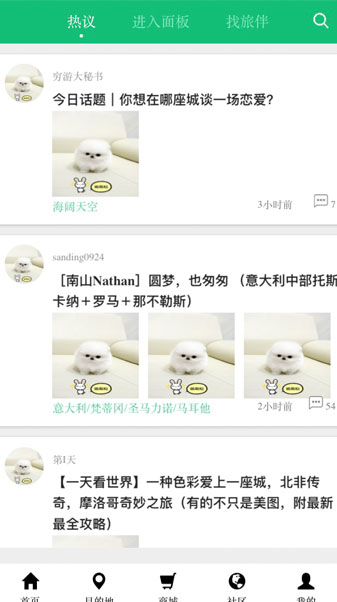 热议 进入面板 找旅伴
穷游大秘书
今日话题｜你想在哪座城谈一场恋爱?
海阔天空 3小时前 7
sanding0924
［南山Nathan］圆梦，也匆匆 （意大利中部托斯
卡纳＋罗马＋那不勒斯）
意大利/梵蒂冈/圣马力诺/马耳他 2小时前 54
第1天
【一天看世界】一种色彩爱上一座城，北非传
奇，摩洛哥奇妙之旅（有的不只是美图，附最新
最全攻略）
首页 目的地 商城 社区 我的